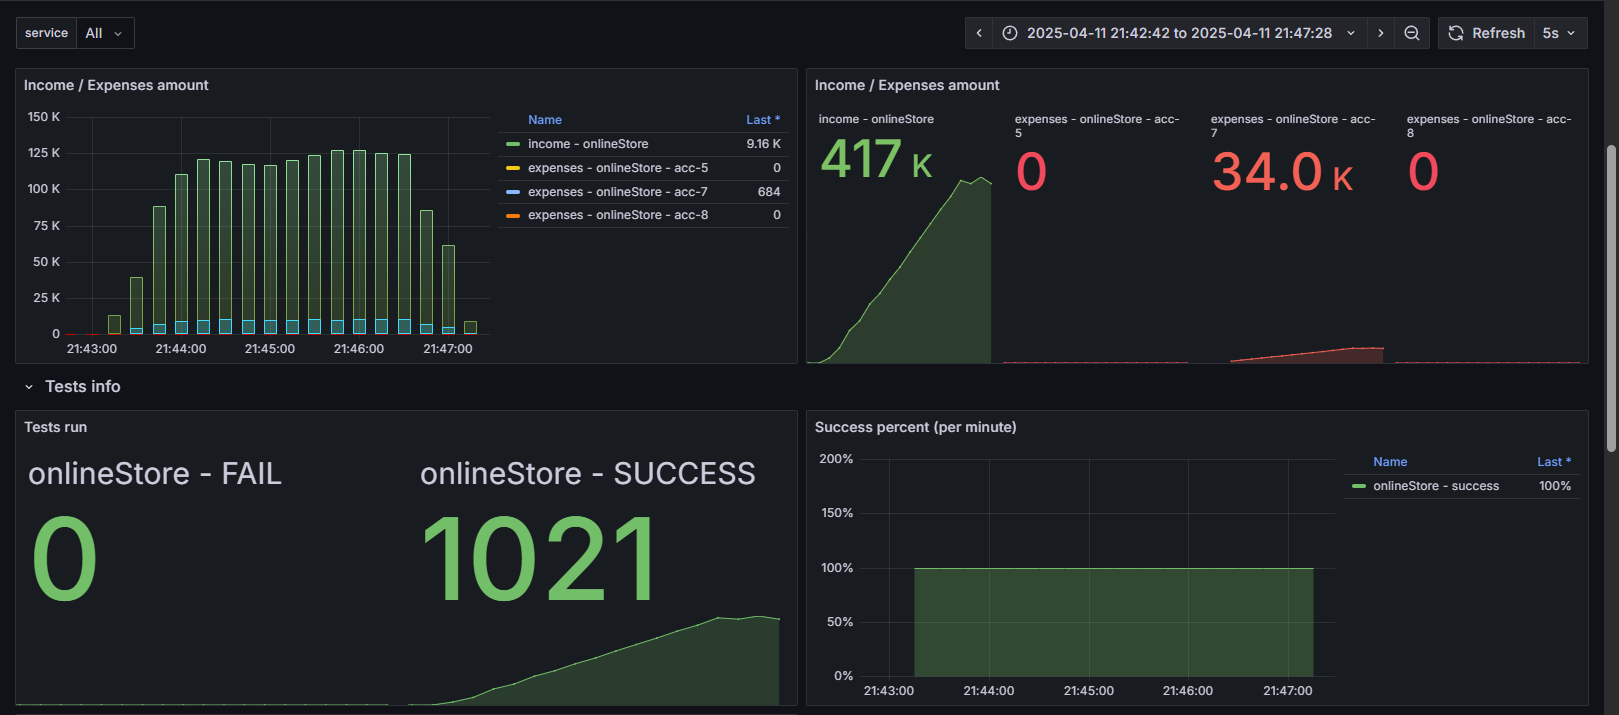 service All 2025-04-11 21:42:42 to 2025-04-11 21:47:28 Refresh 5s
Income / Expenses amount
150 K
125 K
100 K
75 K
50 K
25 K
0
21:43:00 21:44:00 21:45:00 21:46:00 21:47:00
Name Last *
income - onlineStore 9.16 K
expenses - onlineStore - acc-5 0
expenses - onlineStore - acc-7 684
expenses - onlineStore - acc-8 0
Income / Expenses amount
income - onlineStore
417 K
expenses - onlineStore - acc-
5
0
expenses - onlineStore - acc-
7
34.0 K
expenses - onlineStore - acc-
8
0
Tests info
Tests run
onlineStore - FAIL
0
onlineStore - SUCCESS
1021
Success percent (per minute)
200%
150%
100%
50%
0%
21:43:00 21:44:00 21:45:00 21:46:00 21:47:00
Name Last *
onlineStore - success 100%